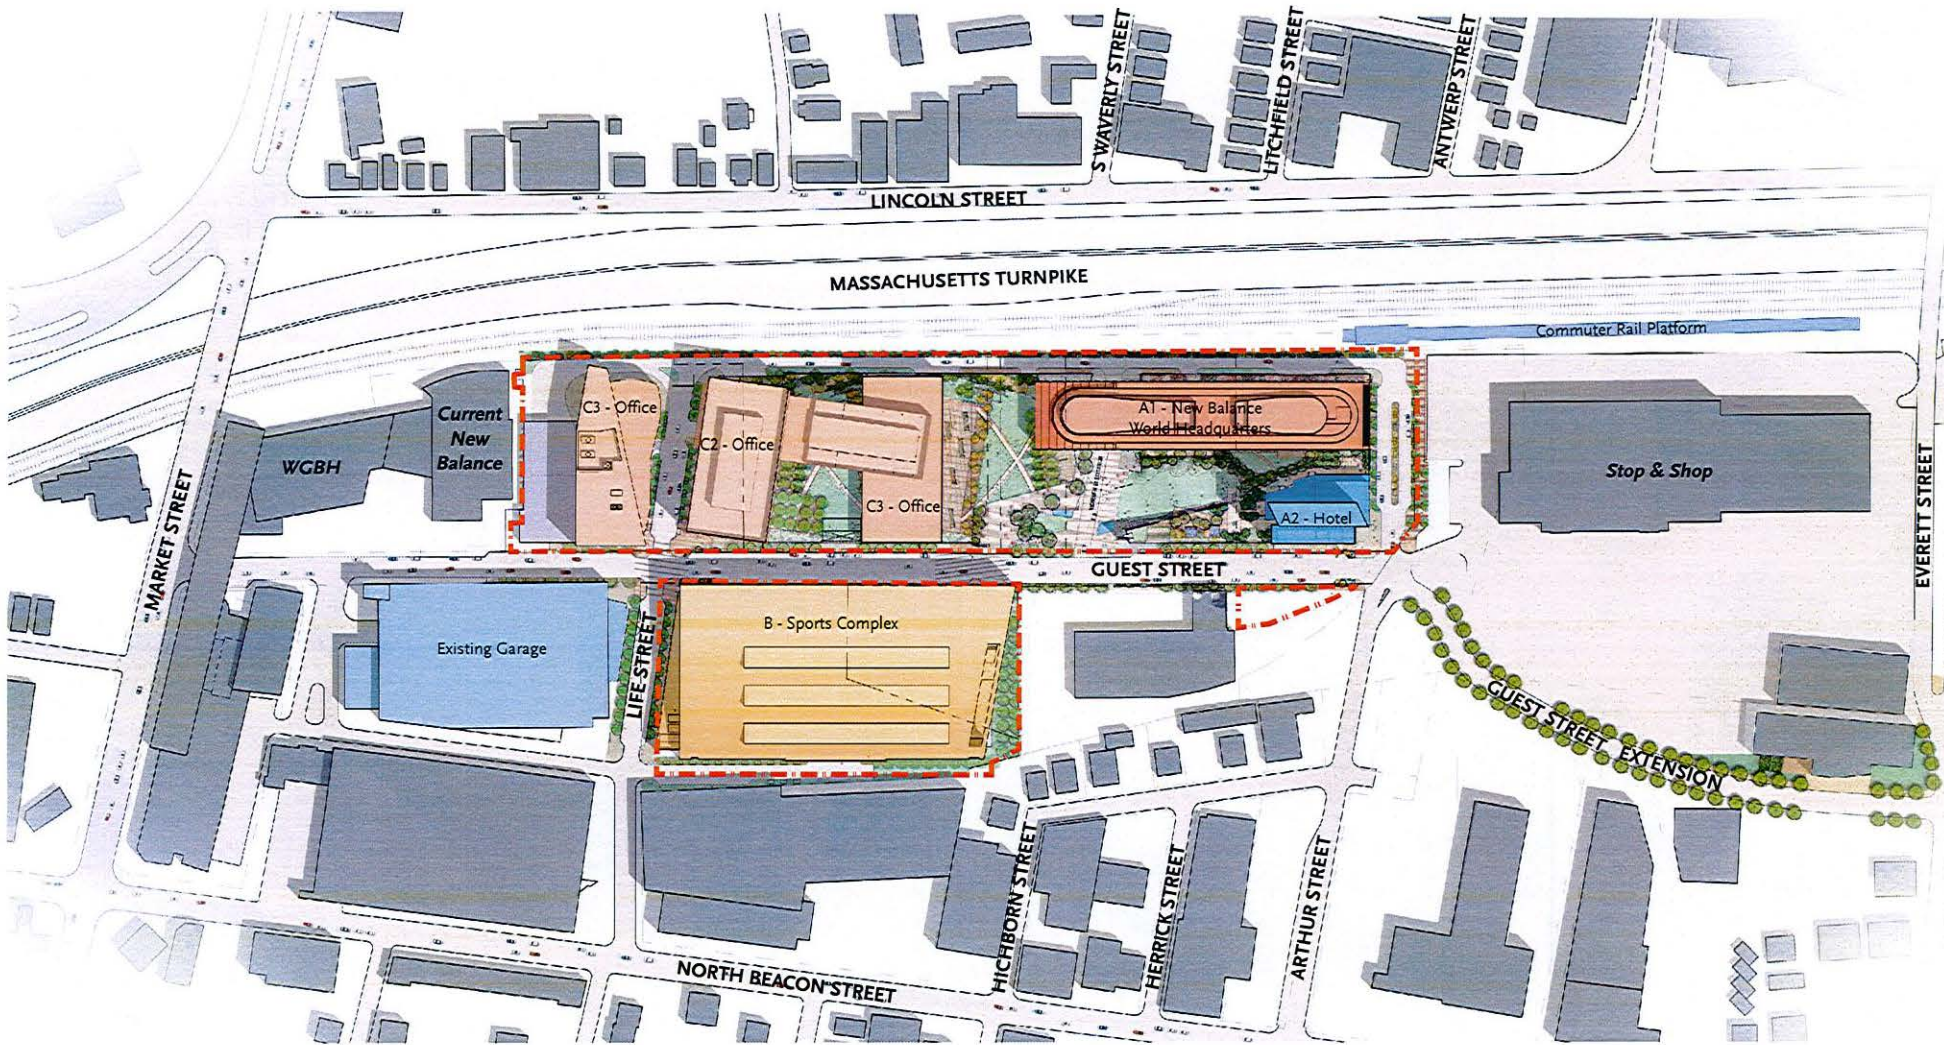 S WAVERLY STREET
LITCHFIELD STREET
ANTWERP STREET
LINCOLN STREET
MASSACHUSETTS TURNPIKE
Commuter Rail Platform
MARKET STREET
WGBH
Current
New
Balance
C3 - Office
C2 - Office
C3 - Office
A1 - New Balance
World Headquarters
A2 - Hotel
Stop & Shop
EVERETT STREET
GUEST STREET
Existing Garage
LIFE STREET
B - Sports Complex
GUEST STREET EXTENSION
HICHBORN STREET
HERRICK STREET
ARTHUR STREET
NORTH BEACON STREET